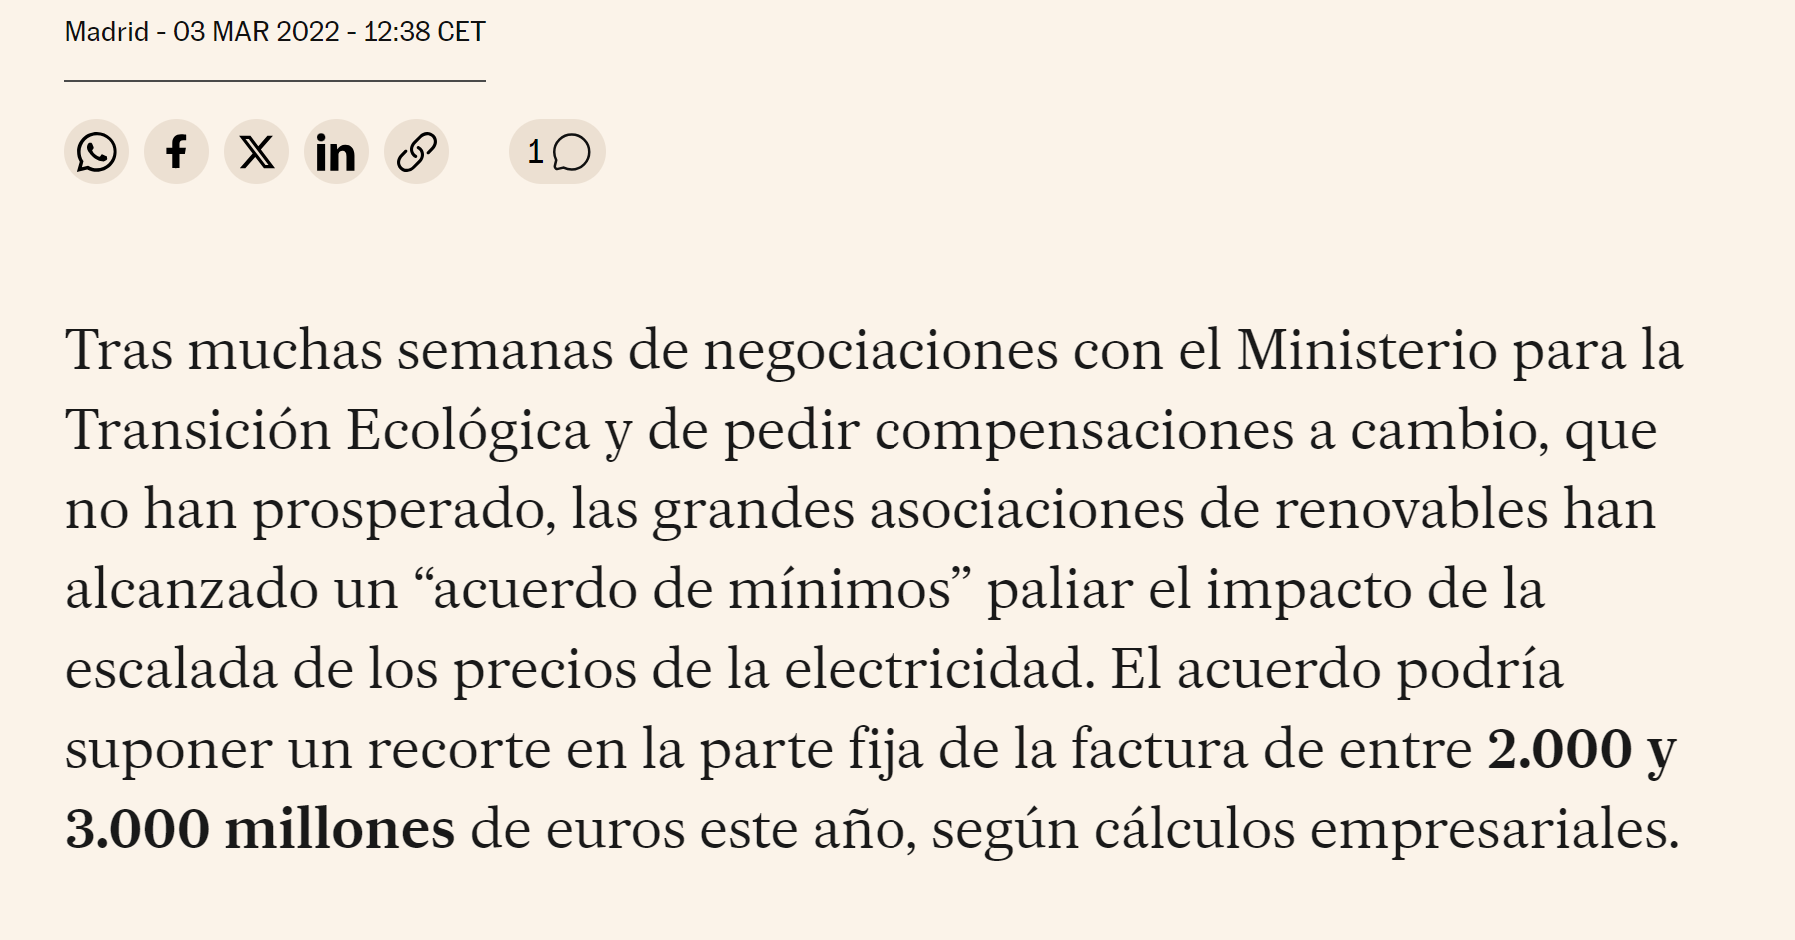 Madrid - 03 MAR 2022 - 12:38 CET
1
Tras muchas semanas de negociaciones con el Ministerio para la
Transición Ecológica y de pedir compensaciones a cambio, que
no han prosperado, las grandes asociaciones de renovables han
alcanzado un “acuerdo de mínimos” paliar el impacto de la
escalada de los precios de la electricidad. El acuerdo podría
suponer un recorte en la parte fija de la factura de entre 2.000 y
3.000 millones de euros este año, según cálculos empresariales.